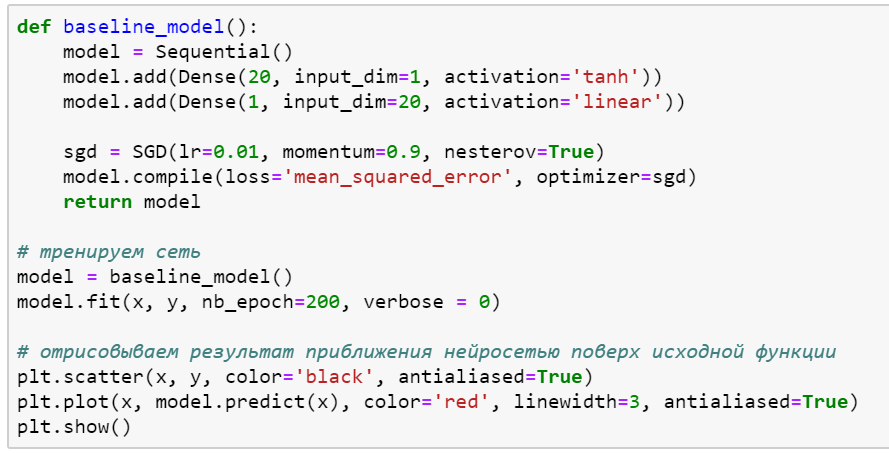 def baseline_model():
    model = Sequential()
    model.add(Dense(20, input_dim=1, activation='tanh'))
    model.add(Dense(1, input_dim=20, activation='linear'))

    sgd = SGD(lr=0.01, momentum=0.9, nesterov=True)
    model.compile(loss='mean_squared_error', optimizer=sgd)
    return model

# тренируем сеть
model = baseline_model()
model.fit(x, y, nb_epoch=200, verbose = 0)

# отрисовываем результат приближения нейросетью поверх исходной функции
plt.scatter(x, y, color='black', antialiased=True)
plt.plot(x, model.predict(x), color='red', linewidth=3, antialiased=True)
plt.show()